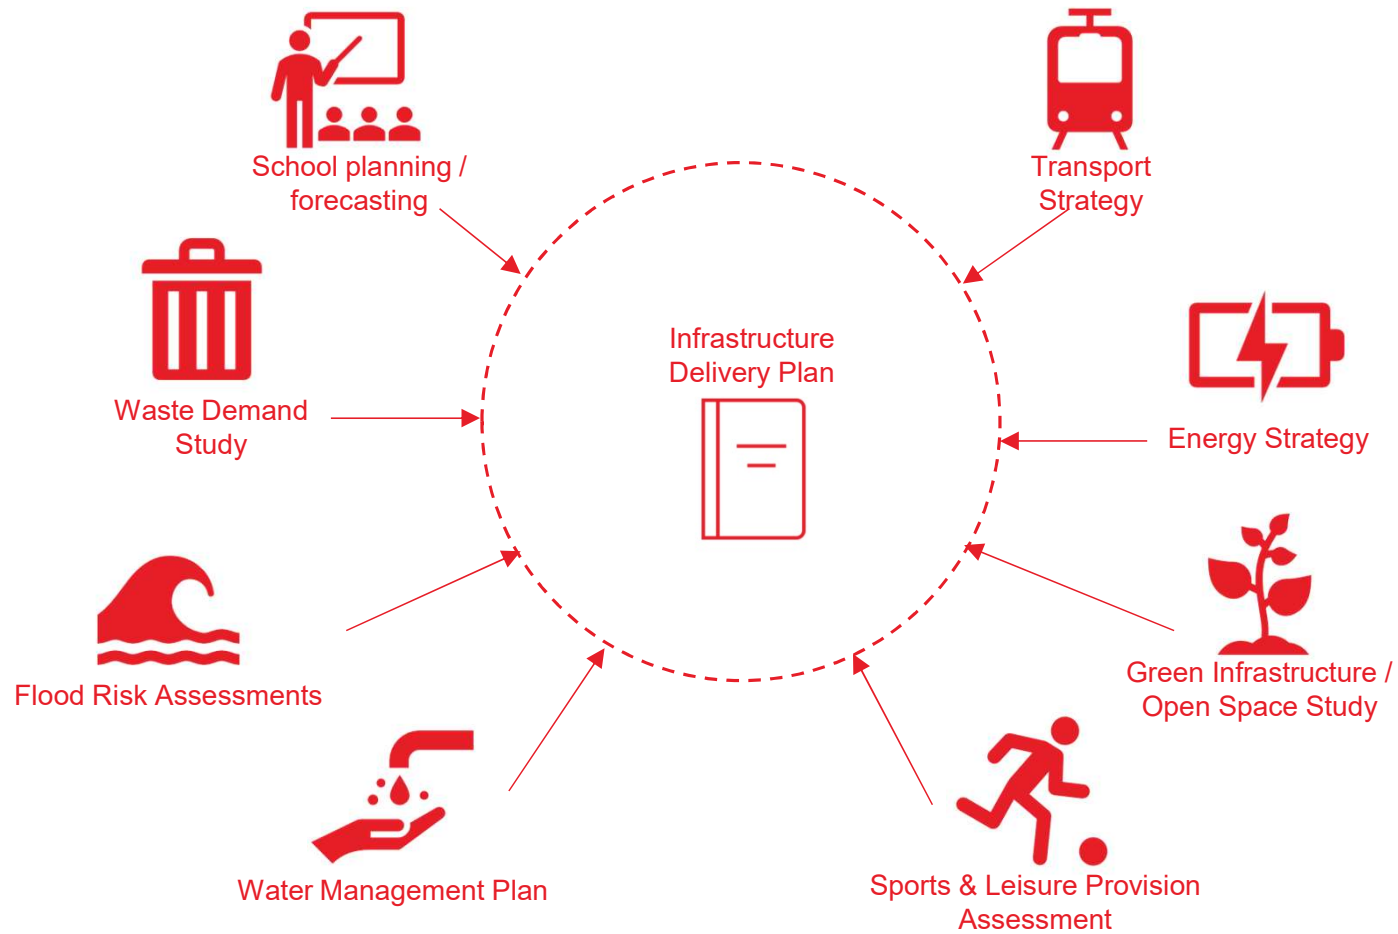 School planning /
forecasting
Transport
Strategy
Infrastructure
Delivery Plan
Waste Demand
Study
Energy Strategy
Flood Risk Assessments
Green Infrastructure /
Open Space Study
Water Management Plan
Sports & Leisure Provision
Assessment